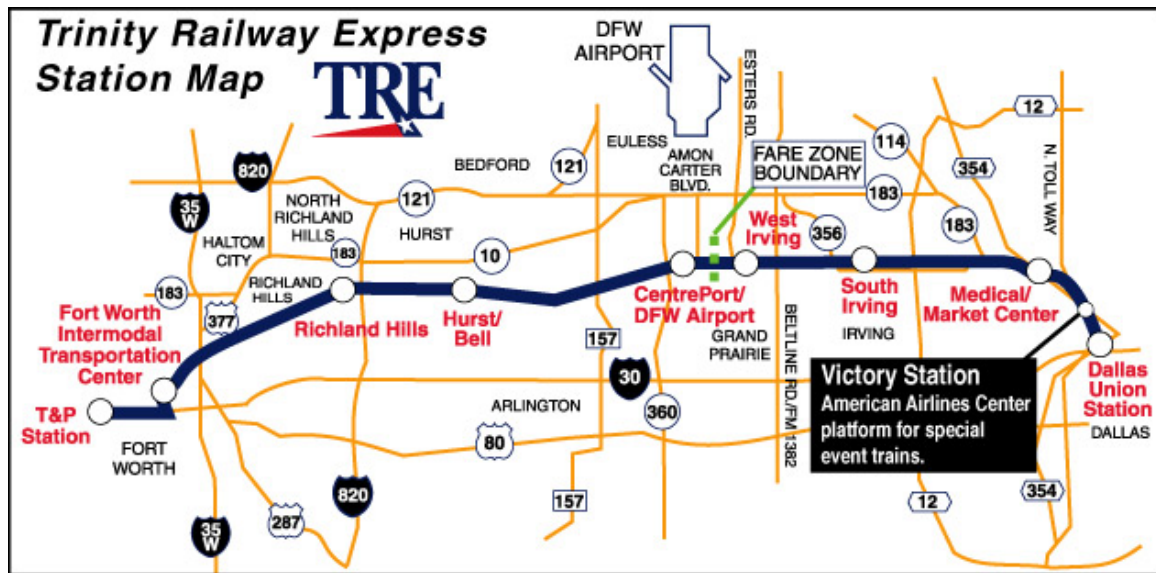 Trinity Railway Express
Station Map
TRE
DFW
AIRPORT
ESTERS RD.
12
N. TOLL WAY
EULESS
AMON
CARTER
BLVD.
FARE ZONE
BOUNDARY
114
354
BEDFORD
121
820
35
W
NORTH
RICHLAND
HILLS
121
HURST
183
183
HALTOM
CITY
183
10
West
Irving
356
183
RICHLAND
HILLS
377
Fort Worth
Intermodal
Transportation
Center
Richland Hills
Hurst/
Bell
CentrePort/
DFW Airport
South
Irving
Medical/
Market Center
157
GRAND
PRAIRIE
IRVING
BELTLINE RD./FM 1382
30
Victory Station
American Airlines Center
platform for special
event trains.
Dallas
Union
Station
DALLAS
T&P
Station
FORT
WORTH
ARLINGTON
360
80
820
157
12
354
287
35
W